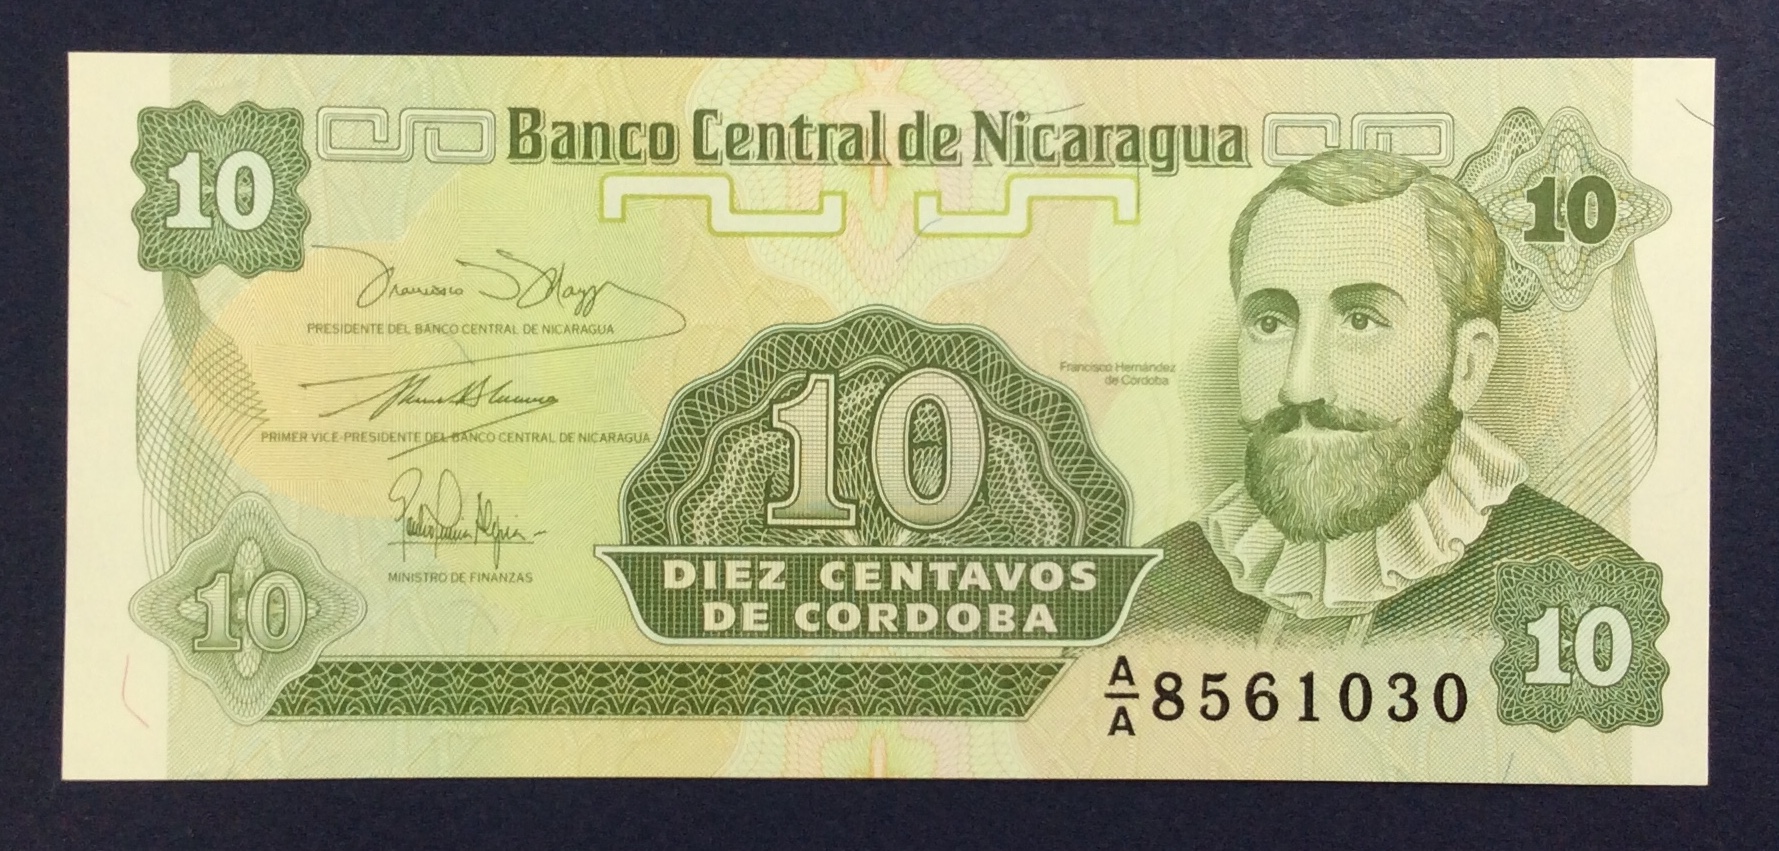 10
Banco Central de Nicaragua
10
PRESIDENTE DEL BANCO CENTRAL DE NICARAGUA
Francisco Hernández
de Córdoba
10
PRIMER VICE-PRESIDENTE DEL BANCO CENTRAL DE NICARAGUA
MINISTRO DE FINANZAS
DIEZ CENTAVOS
DE CORDOBA
10
10
A/A 8561030